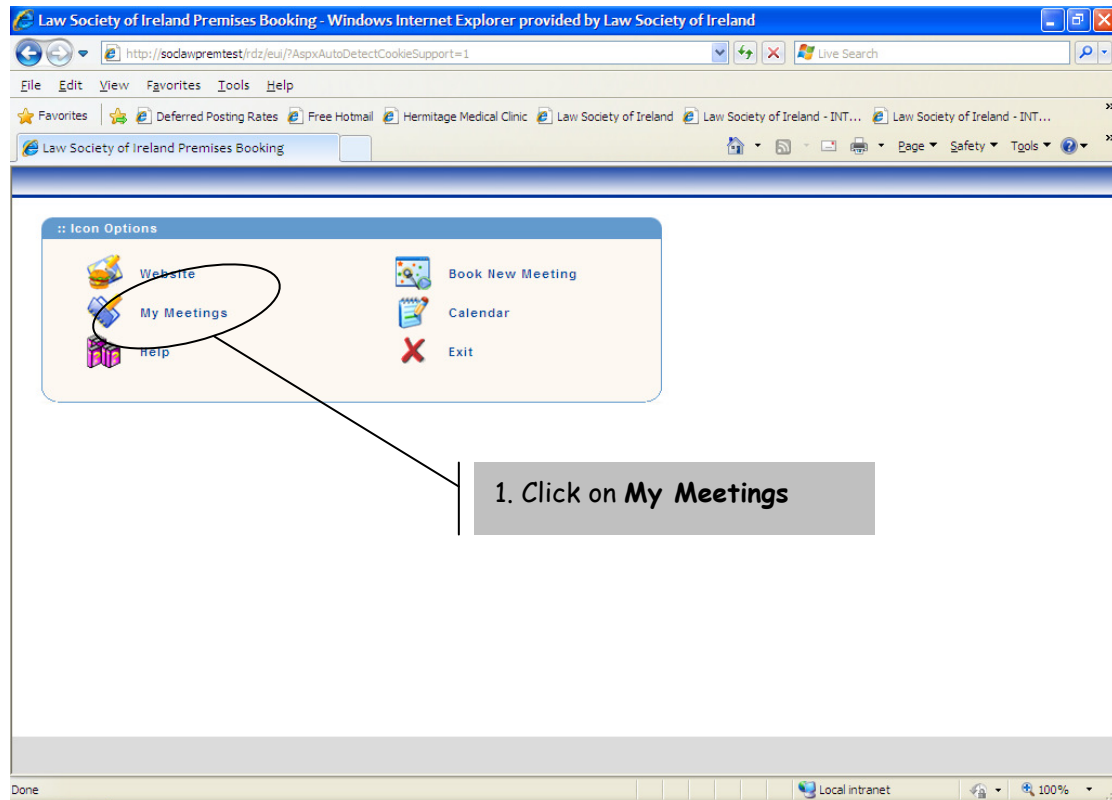 Law Society of Ireland Premises Booking - Windows Internet Explorer provided by Law Society of Ireland
http://soclawpremtest/rdz/eui/?AspxAutoDetectCookieSupport=1
Live Search
File Edit View Favorites Tools Help
Favorites Deferred Posting Rates Free Hotmail Hermitage Medical Clinic Law Society of Ireland Law Society of Ireland - INT... Law Society of Ireland - INT... »
Law Society of Ireland Premises Booking Page Safety Tools »
:: Icon Options
Website Book New Meeting
My Meetings Calendar
Help Exit
1. Click on My Meetings
Done Local intranet 100%